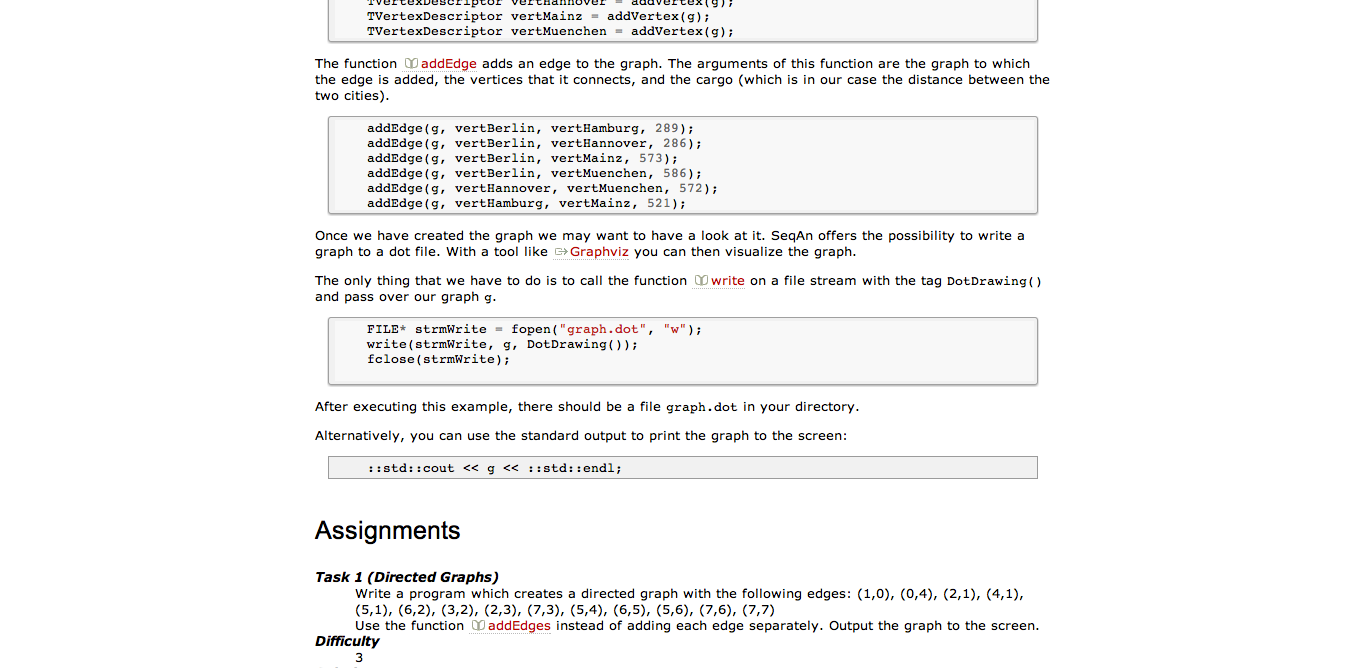 TVertexDescriptor vertHannover = addVertex(g);
TVertexDescriptor vertMainz = addVertex(g);
TVertexDescriptor vertMuenchen = addVertex(g);
The function addEdge adds an edge to the graph. The arguments of this function are the graph to which
the edge is added, the vertices that it connects, and the cargo (which is in our case the distance between the
two cities).
addEdge(g, vertBerlin, vertHamburg, 289);
addEdge(g, vertBerlin, vertHannover, 286);
addEdge(g, vertBerlin, vertMainz, 573);
addEdge(g, vertBerlin, vertMuenchen, 586);
addEdge(g, vertHannover, vertMuenchen, 572);
addEdge(g, vertHamburg, vertMainz, 521);
Once we have created the graph we may want to have a look at it. SeqAn offers the possibility to write a
graph to a dot file. With a tool like Graphviz you can then visualize the graph.
The only thing that we have to do is to call the function write on a file stream with the tag DotDrawing()
and pass over our graph g.
FILE* strmWrite = fopen("graph.dot", "w");
write(strmWrite, g, DotDrawing());
fclose(strmWrite);
After executing this example, there should be a file graph.dot in your directory.
Alternatively, you can use the standard output to print the graph to the screen:
::std::cout << g << ::std::endl;
Assignments
Task 1 (Directed Graphs)
Write a program which creates a directed graph with the following edges: (1,0), (0,4), (2,1), (4,1),
(5,1), (6,2), (3,2), (2,3), (7,3), (5,4), (6,5), (5,6), (7,6), (7,7)
Use the function addEdges instead of adding each edge separately. Output the graph to the screen.
Difficulty
3